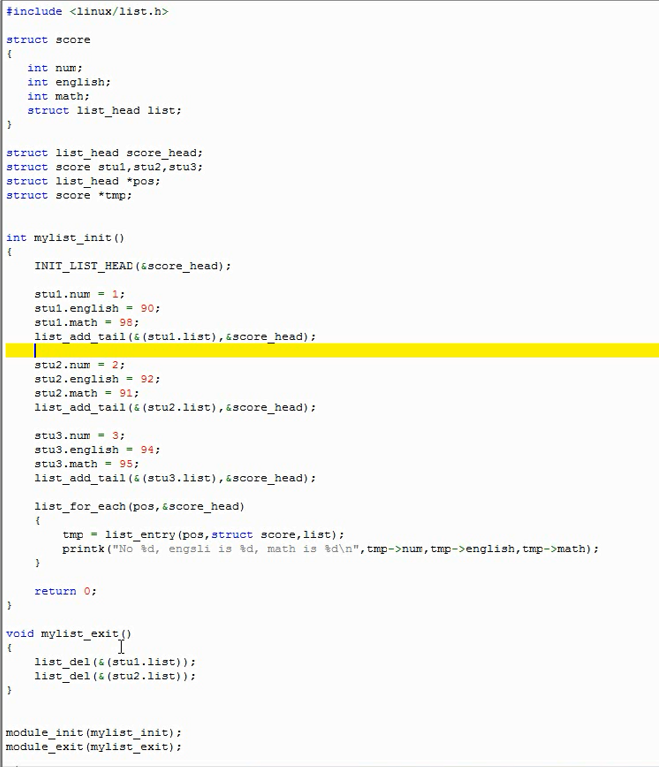 #include <linux/list.h>
struct score
{
int num;
int english;
int math;
struct list_head list;
}
struct list_head score_head;
struct score stu1,stu2,stu3;
struct list_head *pos;
struct score *tmp;
int mylist_init()
{
INIT_LIST_HEAD(&score_head);
stu1.num = 1;
stu1.english = 90;
stu1.math = 98;
list_add_tail(&(stu1.list),&score_head);
stu2.num = 2;
stu2.english = 92;
stu2.math = 91;
list_add_tail(&(stu2.list),&score_head);
stu3.num = 3;
stu3.english = 94;
stu3.math = 95;
list_add_tail(&(stu3.list),&score_head);
list_for_each(pos,&score_head)
{
tmp = list_entry(pos,struct score,list);
printk("No %d, engsli is %d, math is %d\n",tmp->num,tmp->english,tmp->math);
}
return 0;
}
void mylist_exit()
{
list_del(&(stu1.list));
list_del(&(stu2.list));
}
module_init(mylist_init);
module_exit(mylist_exit);